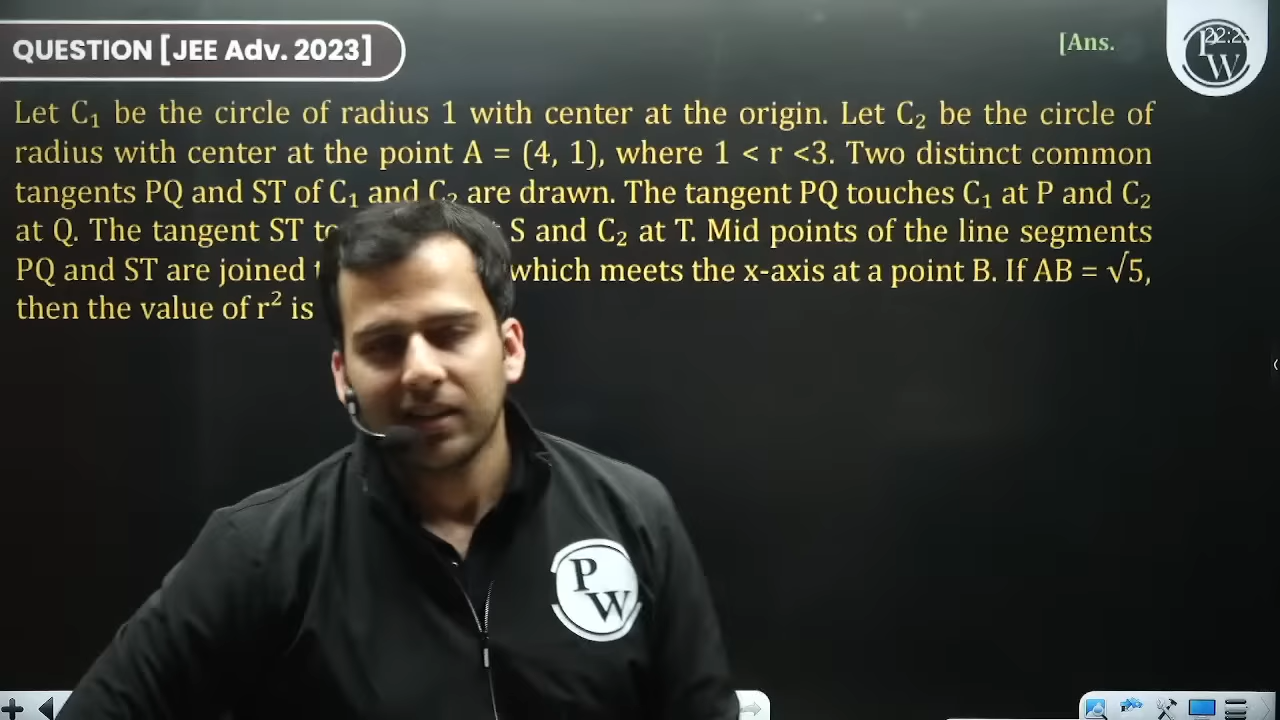 QUESTION [JEE Adv. 2023]
[Ans.
22:2
PW
Let C₁ be the circle of radius 1 with center at the origin. Let C₂ be the circle of
radius with center at the point A = (4, 1), where 1 < r <3. Two distinct common
tangents PQ and ST of C₁ and C₂ are drawn. The tangent PQ touches C₁ at P and C₂
at Q. The tangent ST S and C₂ at T. Mid points of the line segments
PQ and ST are joined which meets the x-axis at a point B. If AB = √5,
then the value of r² is
PW